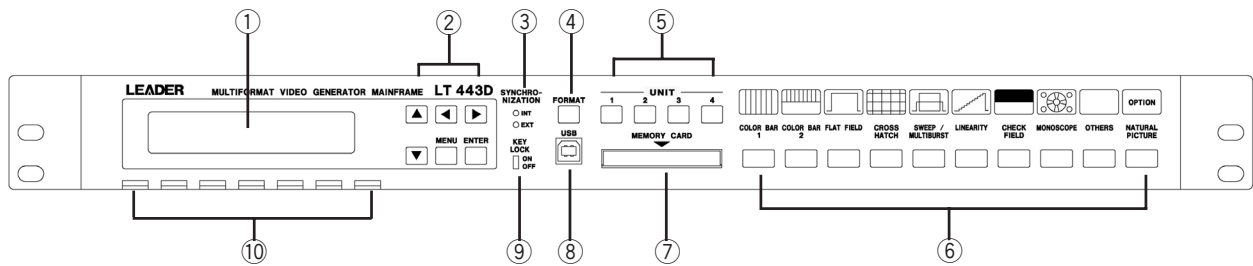 ① ② ③ ④ ⑤
LEADER MULTIFORMAT VIDEO GENERATOR MAINFRAME LT 443D
SYNCHRO-
NIZATION
INT
EXT
KEY
LOCK
ON
OFF
MENU ENTER
FORMAT
USB
UNIT
1 2 3 4
MEMORY CARD
OPTION
COLOR BAR
1
COLOR BAR
2
FLAT FIELD
CROSS
HATCH
SWEEP /
MULTIBURST
LINEARITY
CHECK
FIELD
MONOSCOPE
OTHERS
NATURAL
PICTURE
⑩ ⑨ ⑧ ⑦ ⑥